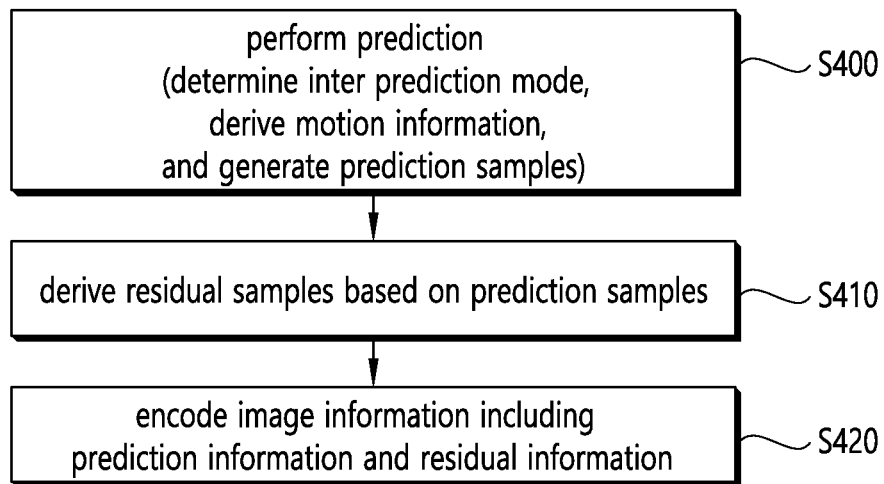 perform prediction
(determine inter prediction mode,
derive motion information,
and generate prediction samples)
S400
derive residual samples based on prediction samples
S410
encode image information including
prediction information and residual information
S420